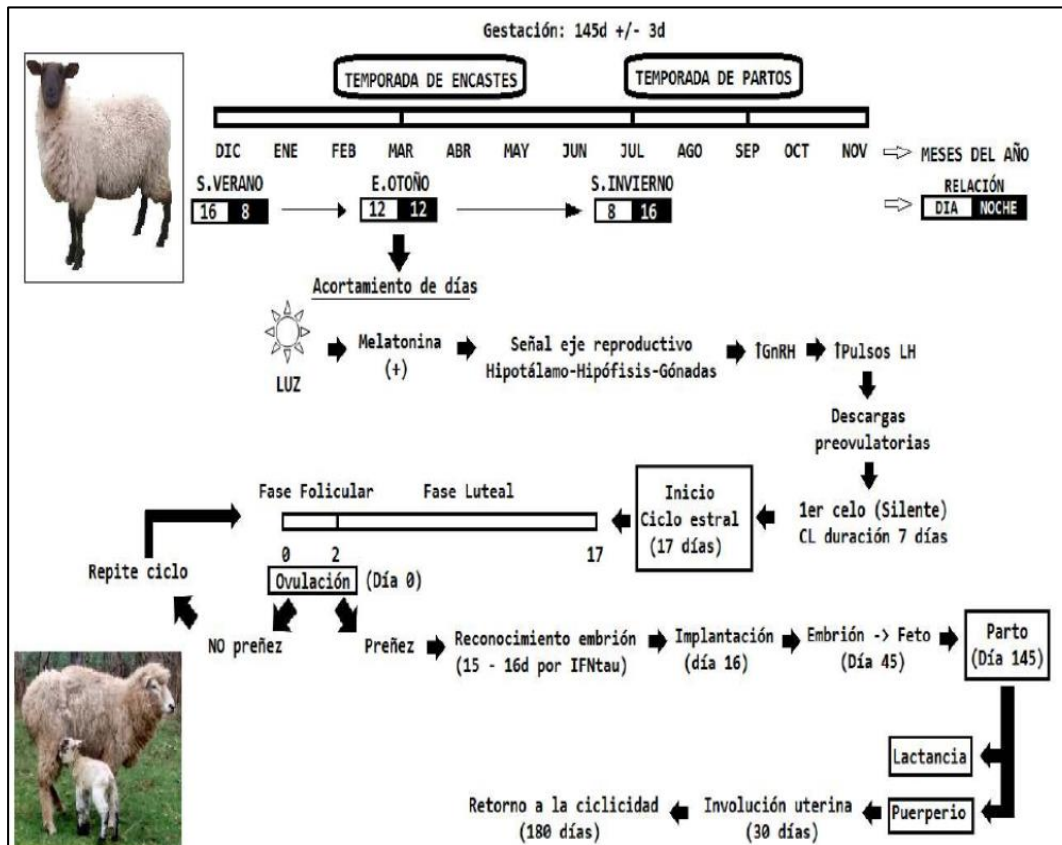 Gestación: 145d +/- 3d
TEMPORADA DE ENCASTES
TEMPORADA DE PARTOS
DIC ENE FEB MAR ABR MAY JUN JUL AGO SEP OCT NOV ⇨ MESES DEL AÑO
S.VERANO
16 8
E.OTOÑO
12 12
S.INVIERNO
8 16
RELACIÓN
DIA NOCHE
Acortamiento de días
LUZ
Melatonina
(+)
Señal eje reproductivo
Hipotálamo-Hipófisis-Gónadas
↑GnRH
↑Pulsos LH
Descargas
preovulatorias
1er celo (Silente)
CL duración 7 días
Inicio
Ciclo estral
(17 días)
Fase Folicular
Fase Luteal
0 2 17
Ovulación (Día 0)
Repite ciclo
NO preñez
Preñez
Reconocimiento embrión
(15 - 16d por IFNtau)
Implantación
(día 16)
Embrión -> Feto
(Día 45)
Parto
(Día 145)
Lactancia
Puerperio
Involución uterina
(30 días)
Retorno a la ciclicidad
(180 días)